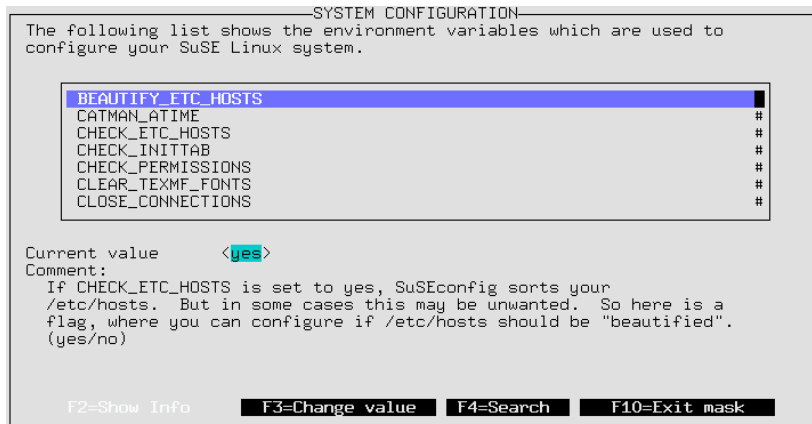 SYSTEM CONFIGURATION
The following list shows the environment variables which are used to
configure your SuSE Linux system.
BEAUTIFY_ETC_HOSTS
CATMAN_ATIME #
CHECK_ETC_HOSTS #
CHECK_INITTAB #
CHECK_PERMISSIONS #
CLEAR_TEXMF_FONTS #
CLOSE_CONNECTIONS #
Current value <yes>
Comment:
If CHECK_ETC_HOSTS is set to yes, SuSEconfig sorts your
/etc/hosts. But in some cases this may be unwanted. So here is a
flag, where you can configure if /etc/hosts should be "beautified".
(yes/no)
F2=Show Info F3=Change value F4=Search F10=Exit mask